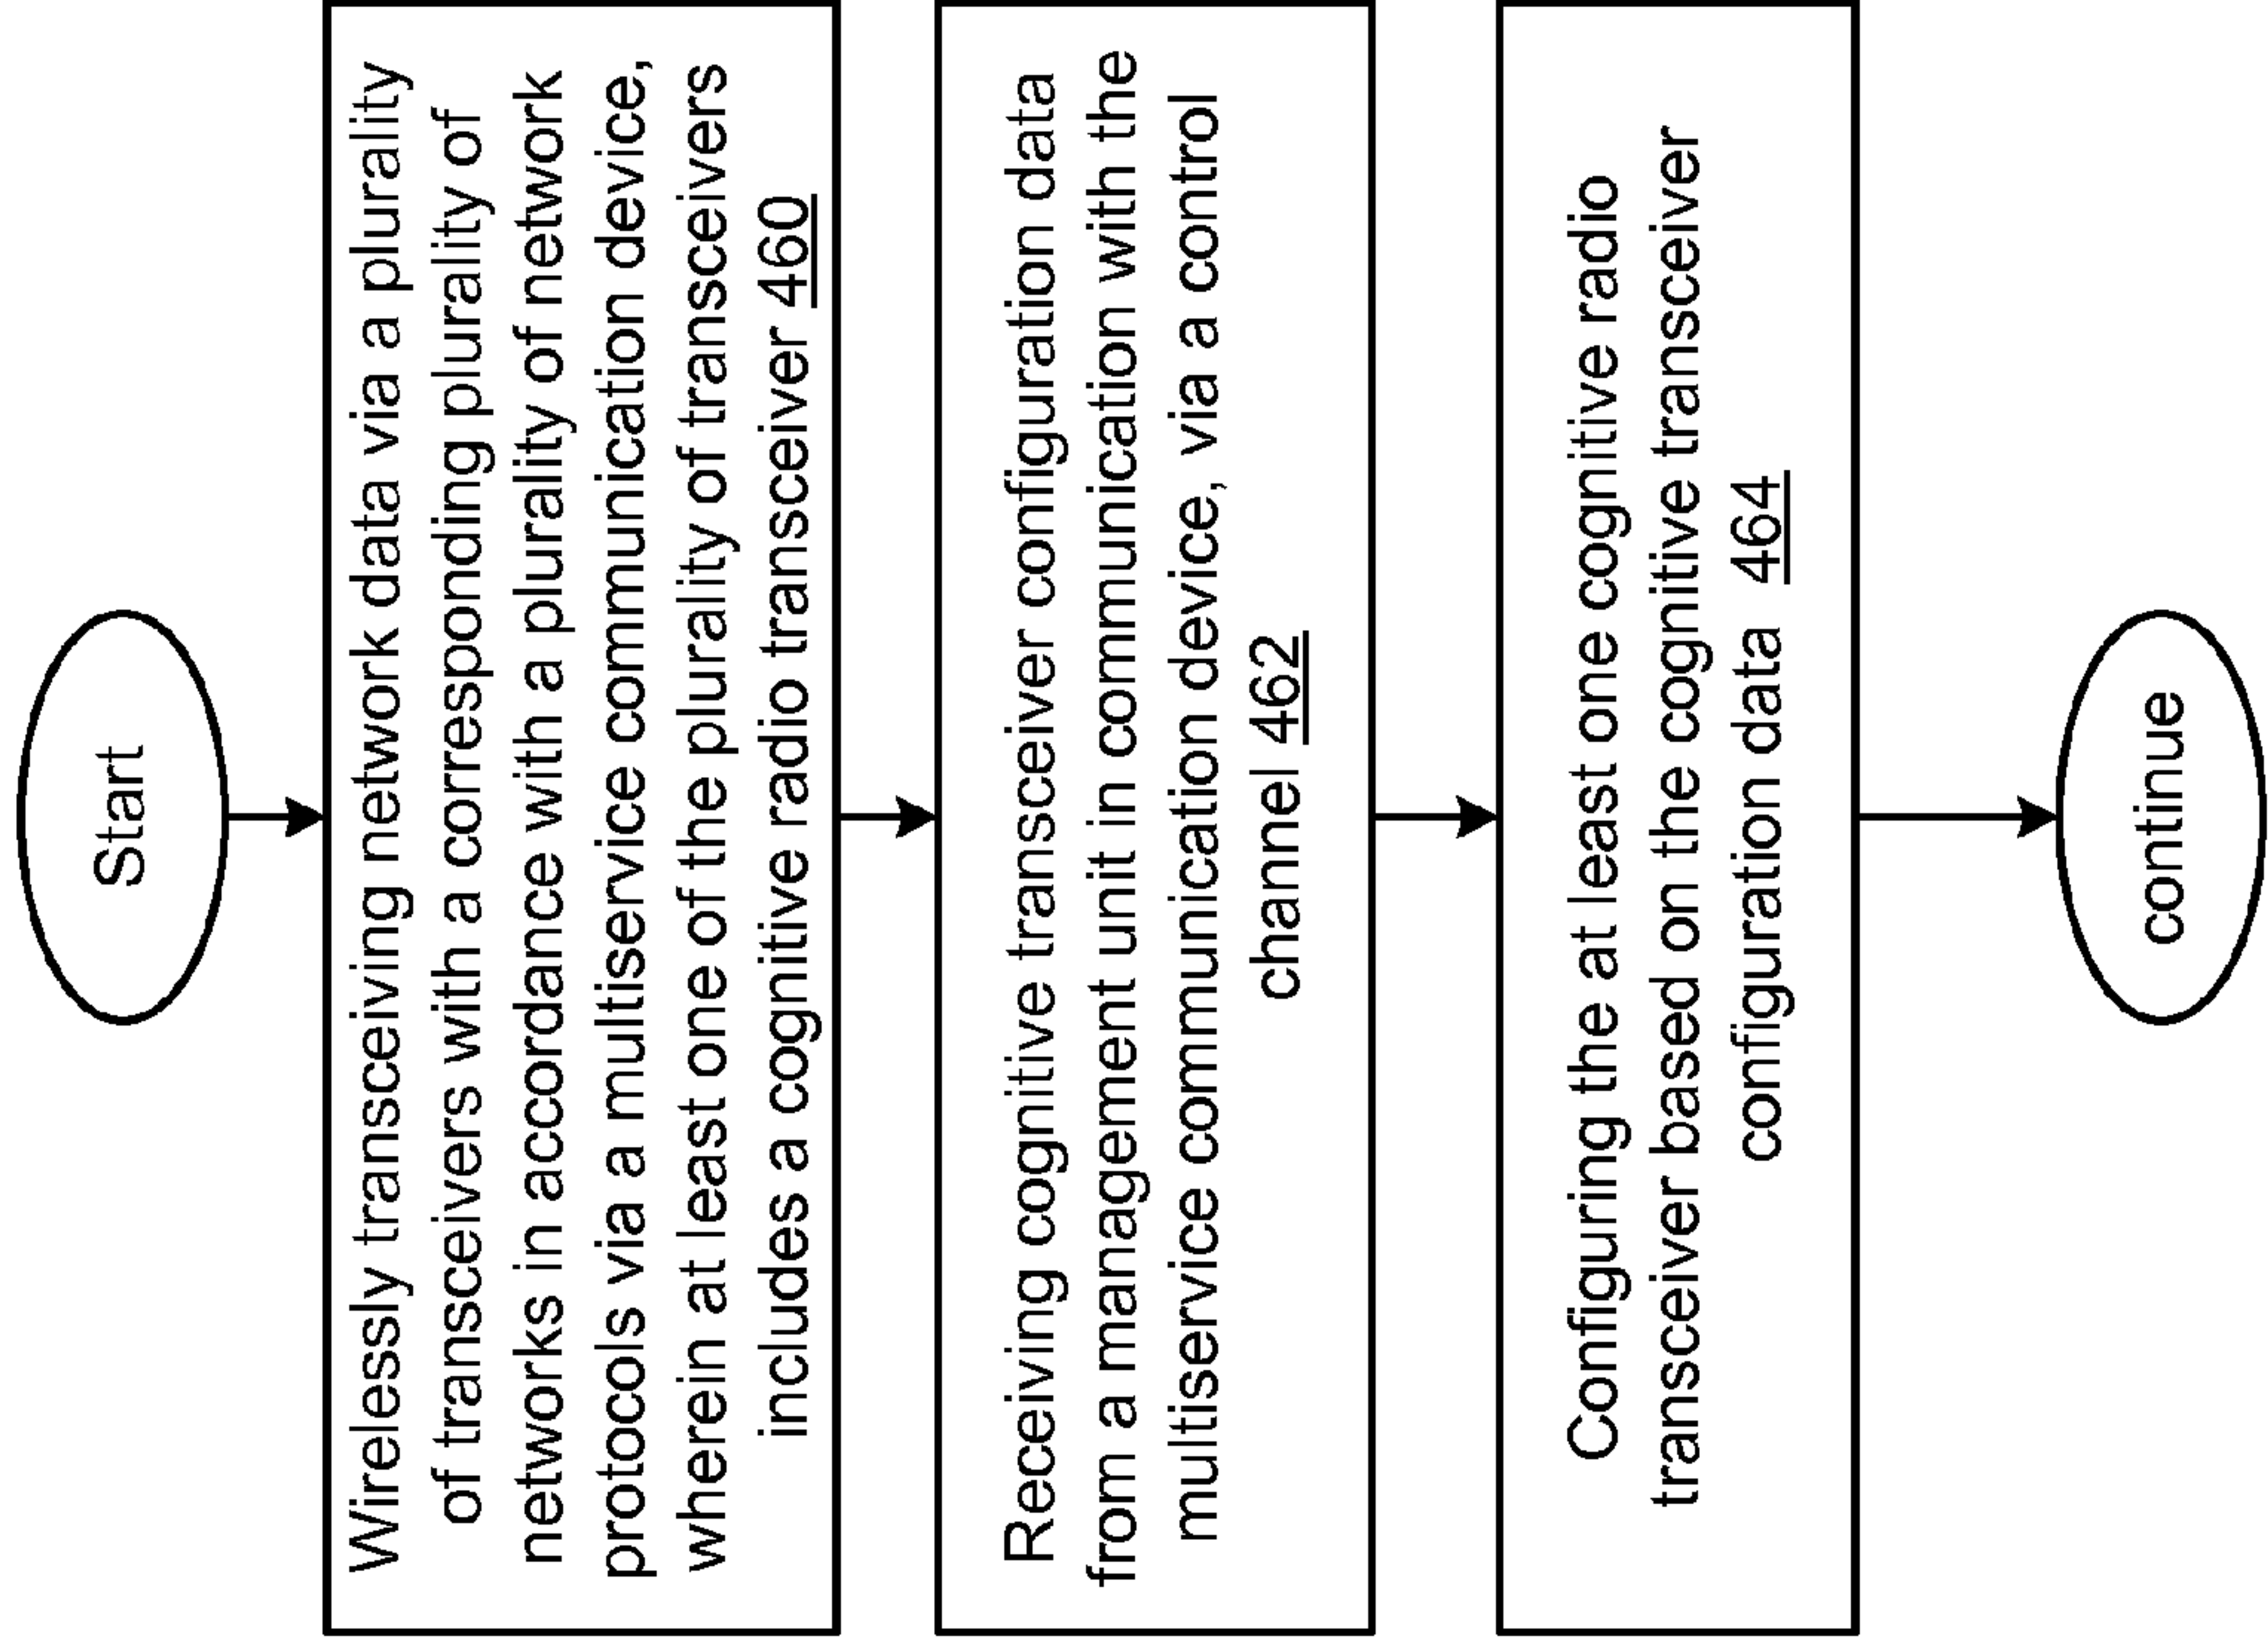 Start
Wirelessly transceiving network data via a plurality
of transceivers with a corresponding plurality of
networks in accordance with a plurality of network
protocols via a multiservice communication device,
wherein at least one of the plurality of transceivers
includes a cognitive radio transceiver 460
Receiving cognitive transceiver configuration data
from a management unit in communication with the
multiservice communication device, via a control
channel 462
Configuring the at least one cognitive radio
transceiver based on the cognitive transceiver
configuration data 464
continue